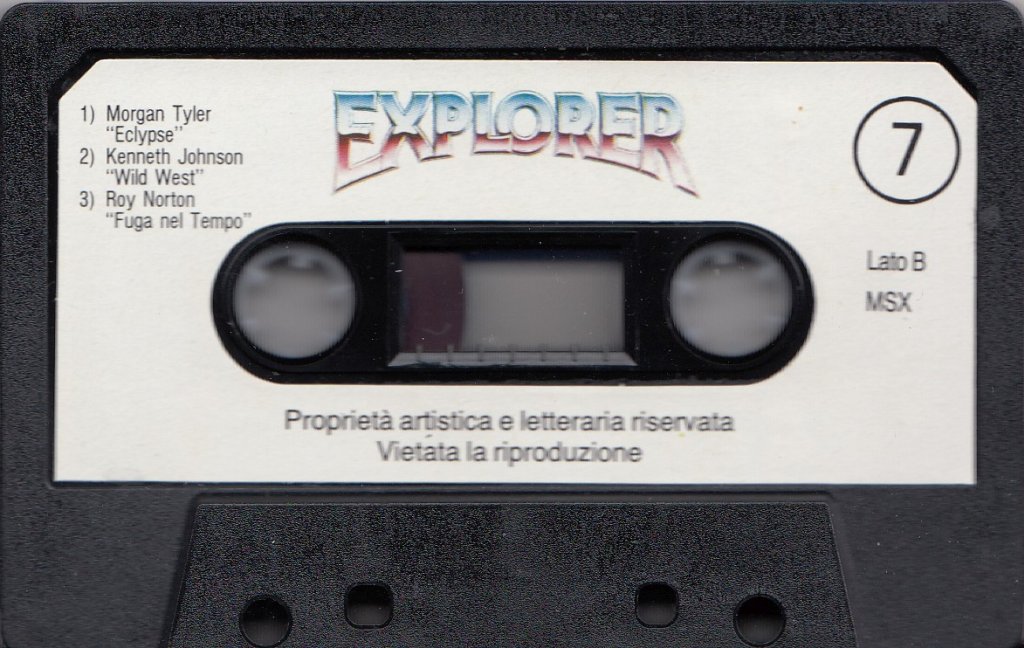 EXPLORER
1) Morgan Tyler
"Eclypse"
2) Kenneth Johnson
"Wild West"
3) Roy Norton
"Fuga nel Tempo"
7
Lato B
MSX
Proprietà artistica e letteraria riservata
Vietata la riproduzione